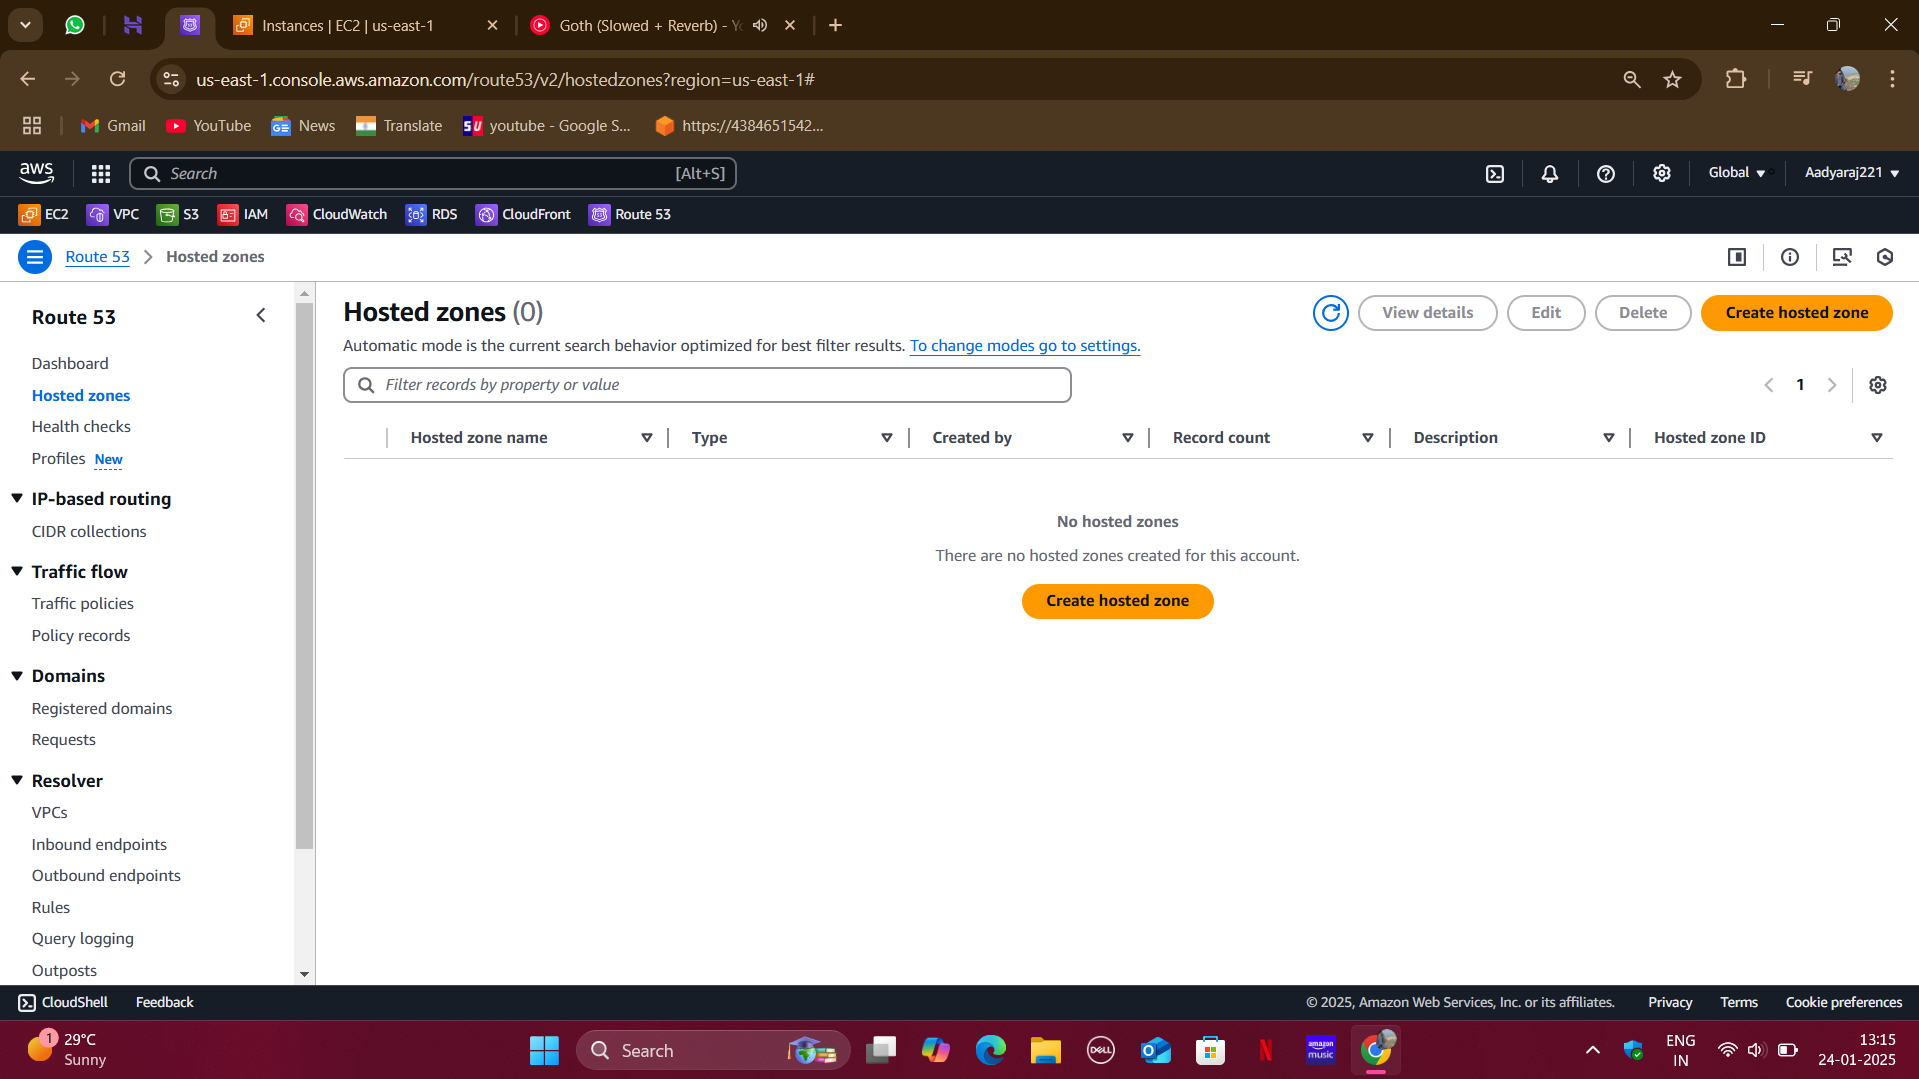 Instances | EC2 | us-east-1
Goth (Slowed + Reverb) - Yo
us-east-1.console.aws.amazon.com/route53/v2/hostedzones?region=us-east-1#
Gmail
YouTube
News
Translate
youtube - Google S...
https://4384651542...
aws
Search
[Alt+S]
Global
Aadyaraj221
EC2
VPC
S3
IAM
CloudWatch
RDS
CloudFront
Route 53
Route 53
Hosted zones
Route 53
Dashboard
Hosted zones
Health checks
Profiles New
IP-based routing
CIDR collections
Traffic flow
Traffic policies
Policy records
Domains
Registered domains
Requests
Resolver
VPCs
Inbound endpoints
Outbound endpoints
Rules
Query logging
Outposts
Hosted zones (0)
View details
Edit
Delete
Create hosted zone
Automatic mode is the current search behavior optimized for best filter results. To change modes go to settings.
Filter records by property or value
1
Hosted zone name
Type
Created by
Record count
Description
Hosted zone ID
No hosted zones
There are no hosted zones created for this account.
Create hosted zone
CloudShell
Feedback
© 2025, Amazon Web Services, Inc. or its affiliates.
Privacy
Terms
Cookie preferences
1
29°C
Sunny
Search
DELL
amazon music
ENG
IN
13:15
24-01-2025